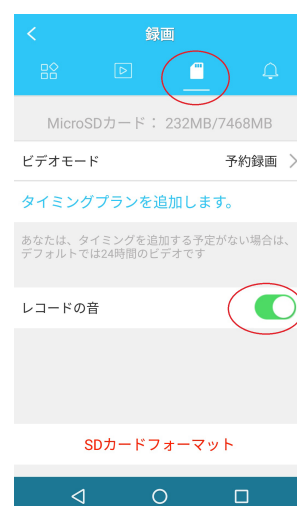 録画
MicroSDカード： 232MB/7468MB
ビデオモード 予約録画
タイミングプランを追加します。
あなたは、タイミングを追加する予定がない場合は、
デフォルトでは24時間のビデオです
レコードの音
SDカードフォーマット